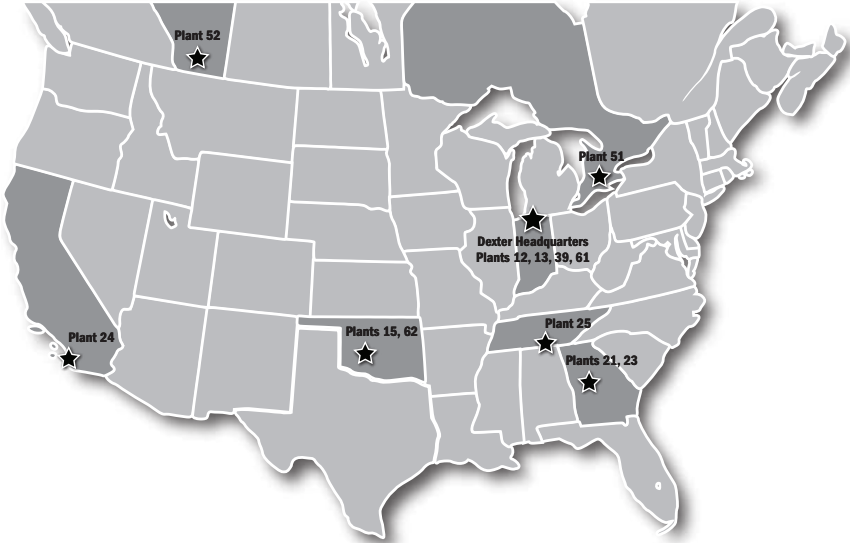 Plant 52
Plant 51
Dexter Headquarters
Plants 12, 13, 39, 61
Plant 24
Plants 15, 62
Plant 25
Plants 21, 23